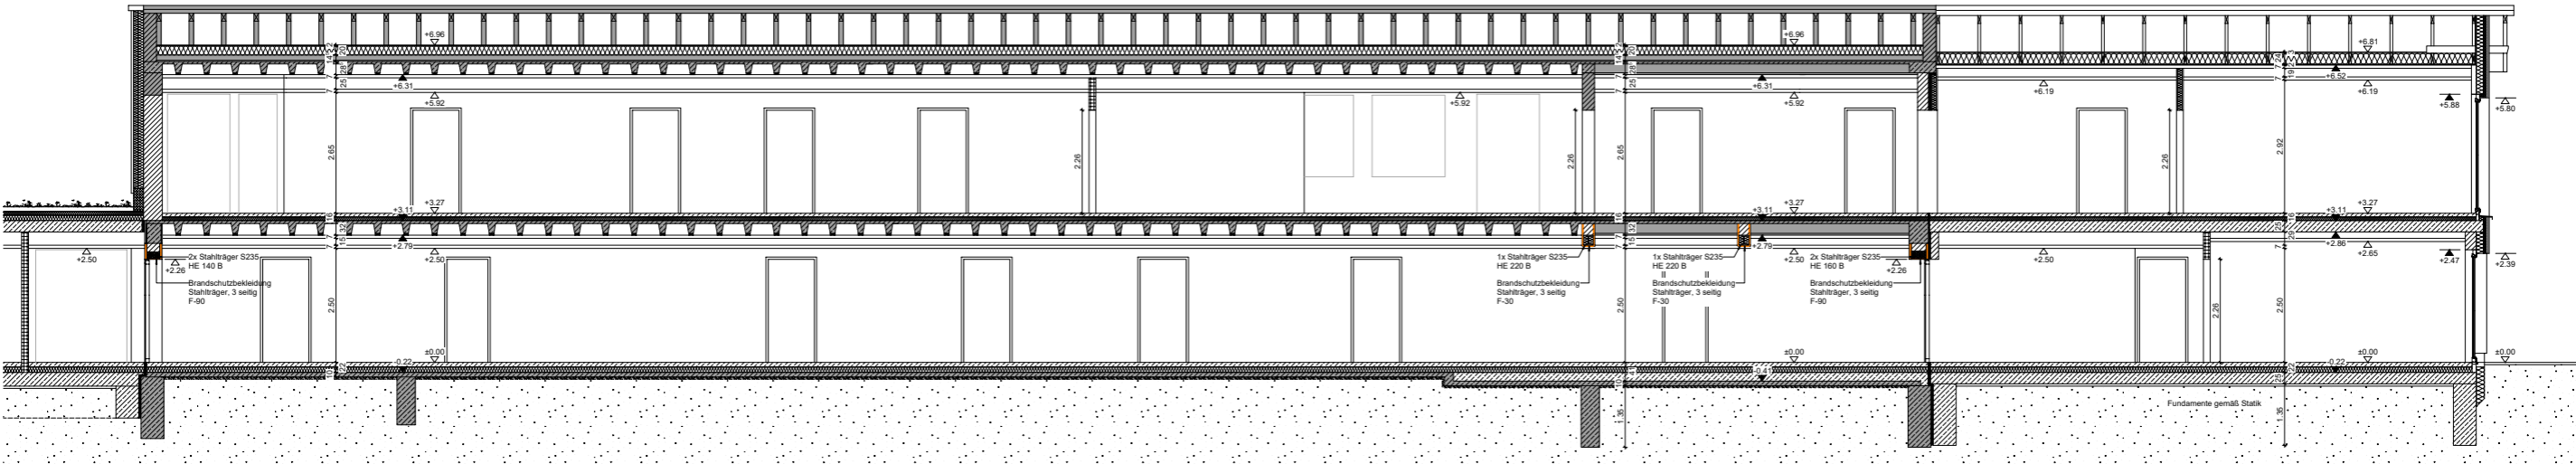 +6.96
+6.96
+6.81
+6.31
+5.92
+5.92
+6.31
+5.92
+6.19
+6.52
+6.19
+5.88
+5.80
2.65
2.26
2.26
2.65
2.26
2.92
+3.11
+3.27
+3.11
+3.27
+3.11
+3.27
+2.50
+2.26
+2.79
+2.50
+2.79
+2.50
+2.26
+2.50
+2.86
+2.65
+2.47
+2.39
2x Stahlträger S235
HE 140 B
Brandschutzbekleidung
Stahlträger, 3 seitig
F-90
1x Stahlträger S235
HE 220 B
Brandschutzbekleidung
Stahlträger, 3 seitig
F-30
1x Stahlträger S235
HE 220 B
Brandschutzbekleidung
Stahlträger, 3 seitig
F-30
2x Stahlträger S235
HE 160 B
Brandschutzbekleidung
Stahlträger, 3 seitig
F-90
2.50
2.50
2.26
2.50
-0.22
±0.00
±0.00
-0.41
-0.22
±0.00
±0.00
1.35
1.35
Fundamente gemäß Statik